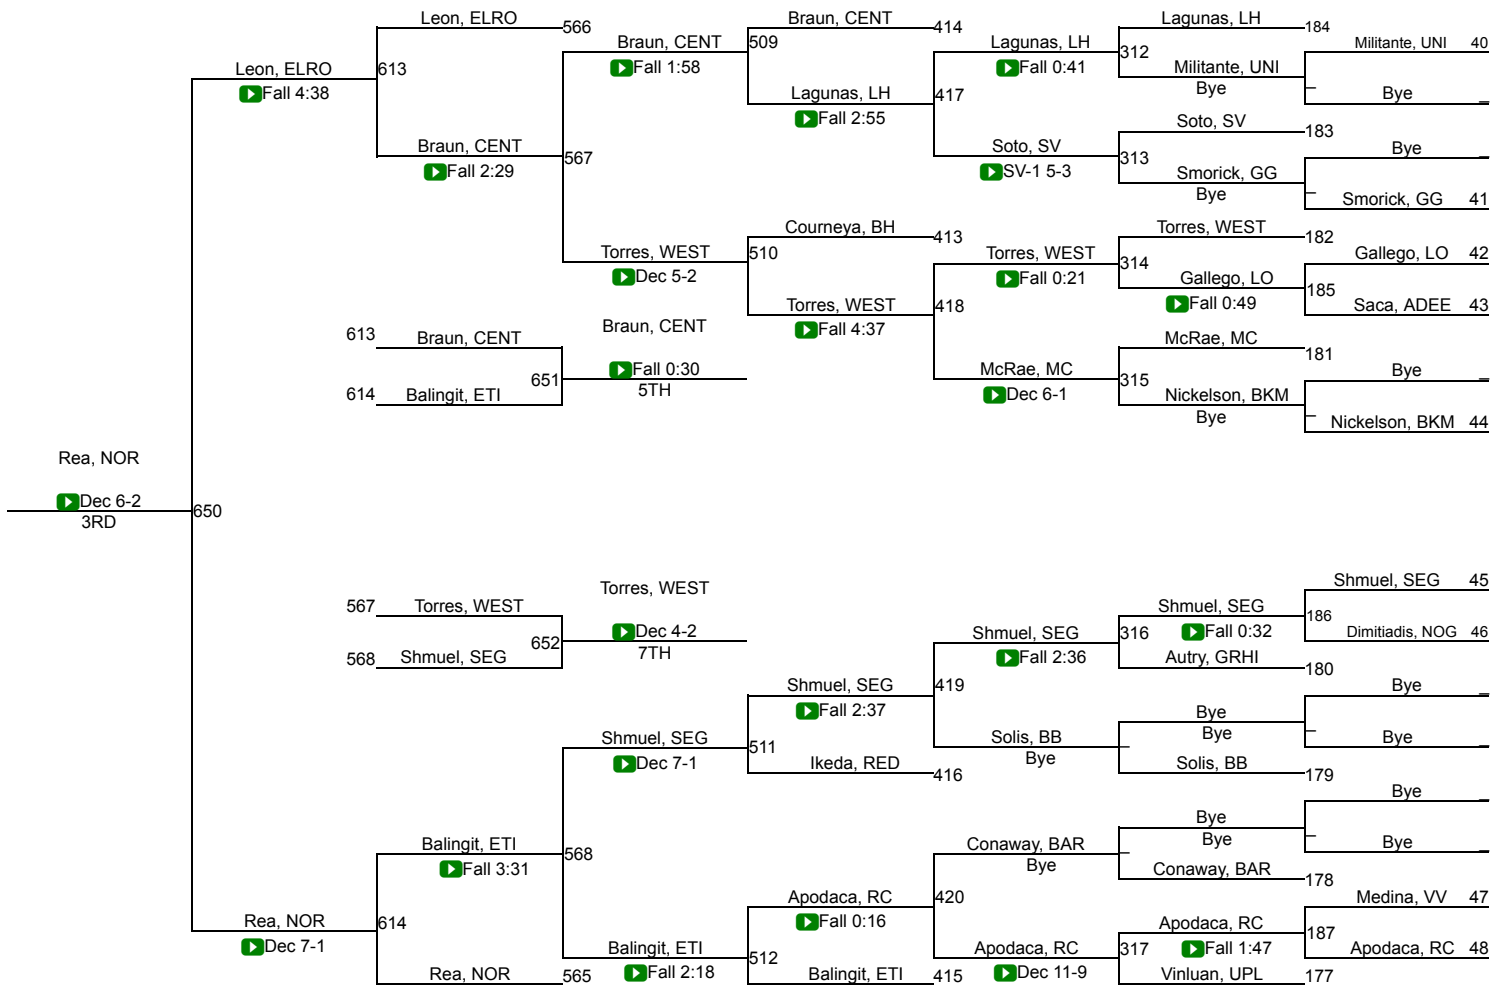 Leon, ELRO
566
Braun, CENT
414
Lagunas, LH
184
Braun, CENT
509
Lagunas, LH
312
Militante, UNI 40
Leon, ELRO
613
Fall 1:58
Fall 0:41
Militante, UNI
Bye
Fall 4:38
Lagunas, LH
417
Bye
Fall 2:55
Soto, SV
183
Braun, CENT
567
Soto, SV
313
Bye
Fall 2:29
SV-1 5-3
Smorick, GG
Bye
Smorick, GG 41
Courneya, BH
413
Torres, WEST
182
Torres, WEST
510
Torres, WEST
314
Gallego, LO 42
Dec 5-2
Fall 0:21
Gallego, LO
185
Fall 0:49
Torres, WEST
418
Saca, ADEE 43
613 Braun, CENT
Braun, CENT
Fall 4:37
McRae, MC
181
Fall 0:30
McRae, MC
315
Bye
651
5TH
614 Balingit, ETI
Dec 6-1
Nickelson, BKM
Bye
Nickelson, BKM 44
Rea, NOR
Dec 6-2
3RD
650
Torres, WEST
Shmuel, SEG 45
567 Torres, WEST
Shmuel, SEG
186
Dec 4-2
Shmuel, SEG
316
Fall 0:32
Dimitiadis, NOG 46
652
7TH
568 Shmuel, SEG
Fall 2:36
Autry, GRHI
180
Shmuel, SEG
419
Bye
Fall 2:37
Bye
Bye
Shmuel, SEG
511
Solis, BB
Bye
Bye
Dec 7-1
Ikeda, RED
416
Solis, BB
179
Bye
Bye
Bye
Balingit, ETI
568
Conaway, BAR
Bye
Bye
Fall 3:31
Conaway, BAR
178
Apodaca, RC
420
Medina, VV 47
Rea, NOR
614
Fall 0:16
Apodaca, RC
187
Dec 7-1
Balingit, ETI
512
Apodaca, RC
317
Fall 1:47
Apodaca, RC 48
Rea, NOR
565
Fall 2:18
Balingit, ETI
415
Dec 11-9
Vinluan, UPL
177